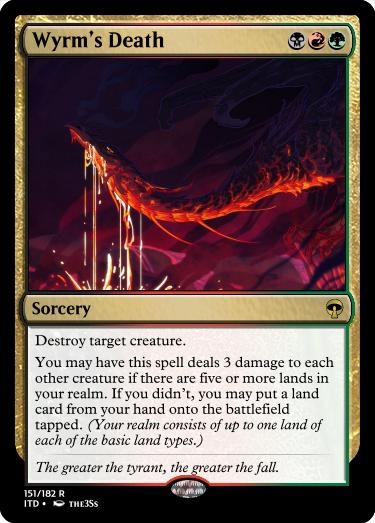 Wyrm's Death
Sorcery
Destroy target creature.
You may have this spell deals 3 damage to each
other creature if there are five or more lands in
your realm. If you didn't, you may put a land
card from your hand onto the battlefield
tapped. (Your realm consists of up to one land of
each of the basic land types.)
The greater the tyrant, the greater the fall.
151/182 R
ITD • THE3Ss